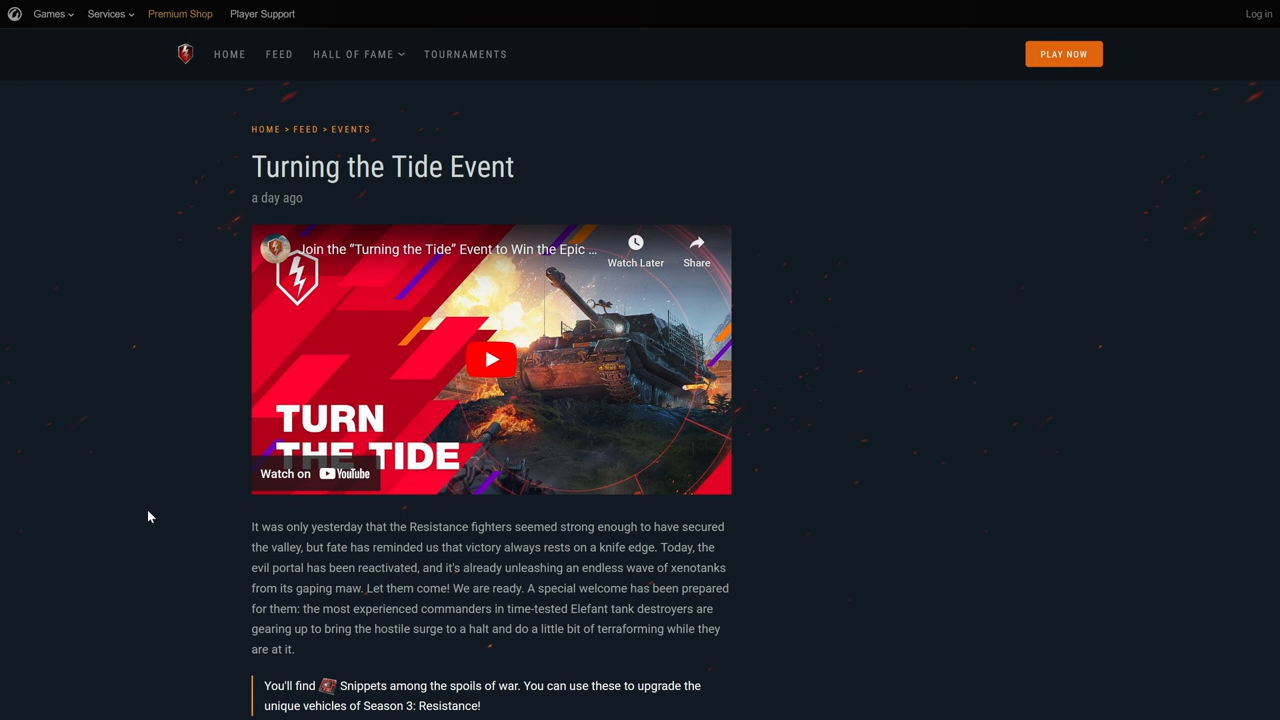 Games Services Premium Shop Player Support Log in
HOME FEED HALL OF FAME TOURNAMENTS PLAY NOW
HOME > FEED > EVENTS
Turning the Tide Event
a day ago
Join the “Turning the Tide” Event to Win the Epic ...
Watch Later Share
TURN
THE TIDE
Watch on YouTube
It was only yesterday that the Resistance fighters seemed strong enough to have secured
the valley, but fate has reminded us that victory always rests on a knife edge. Today, the
evil portal has been reactivated, and it's already unleashing an endless wave of xenotanks
from its gaping maw. Let them come! We are ready. A special welcome has been prepared
for them: the most experienced commanders in time-tested Elefant tank destroyers are
gearing up to bring the hostile surge to a halt and do a little bit of terraforming while they
are at it.
You'll find Snippets among the spoils of war. You can use these to upgrade the
unique vehicles of Season 3: Resistance!